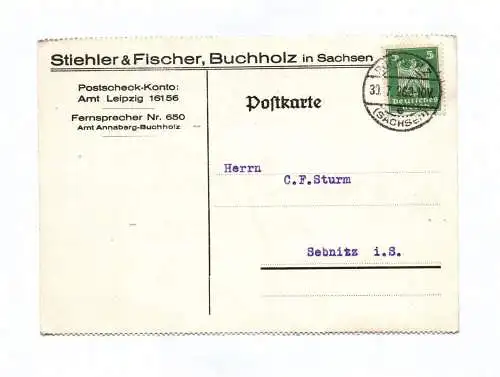 Stiehler & Fischer, Buchholz in Sachsen
Postscheck-Konto:
Amt Leipzig 16156
Fernsprecher Nr. 650
Amt Annaberg-Buchholz
Postkarte
5
Deutsches
(SACHSEN)
Herrn
C.F.Sturm
Sebnitz i.S.